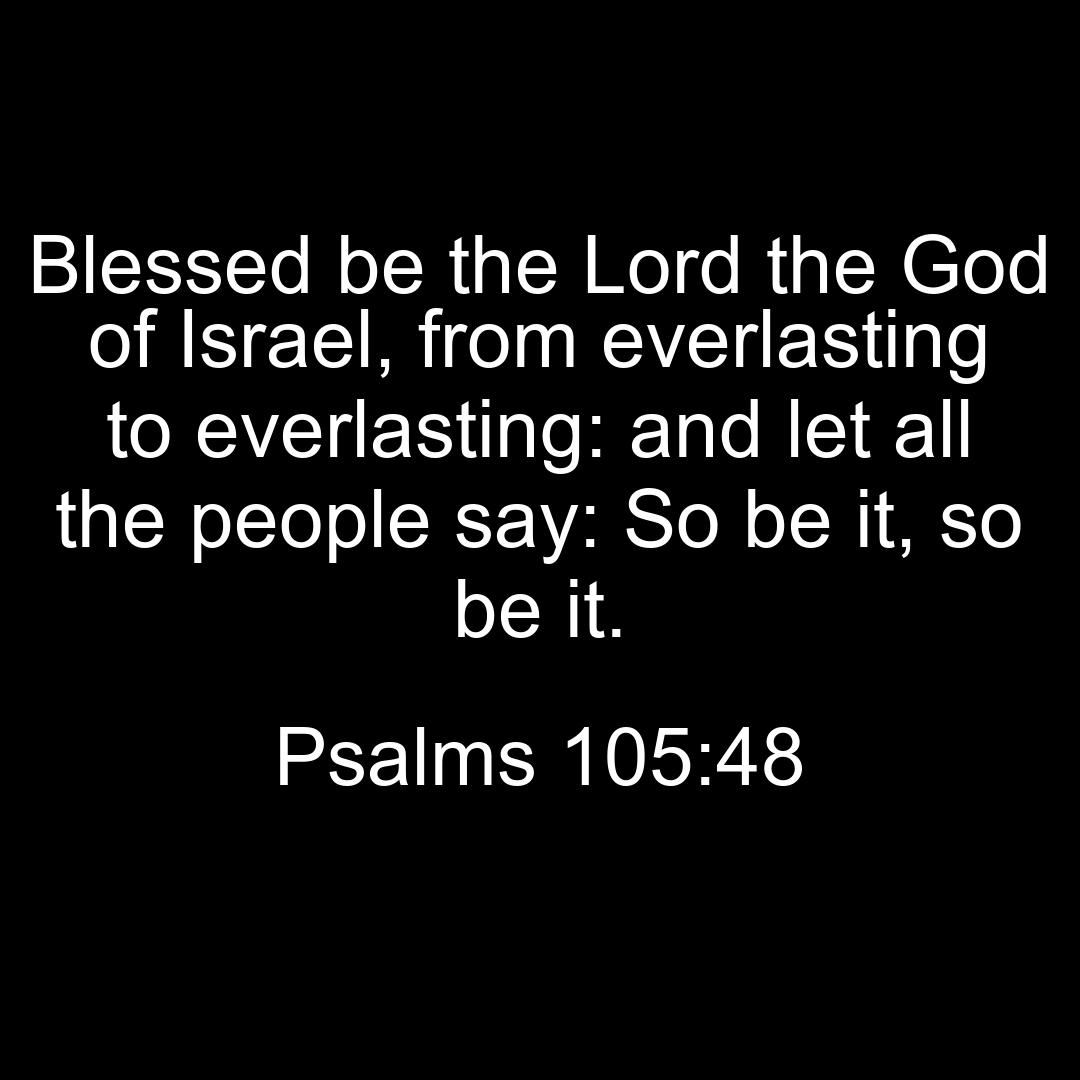 Blessed be the Lord the God
of Israel, from everlasting
to everlasting: and let all
the people say: So be it, so
be it.
Psalms 105:48